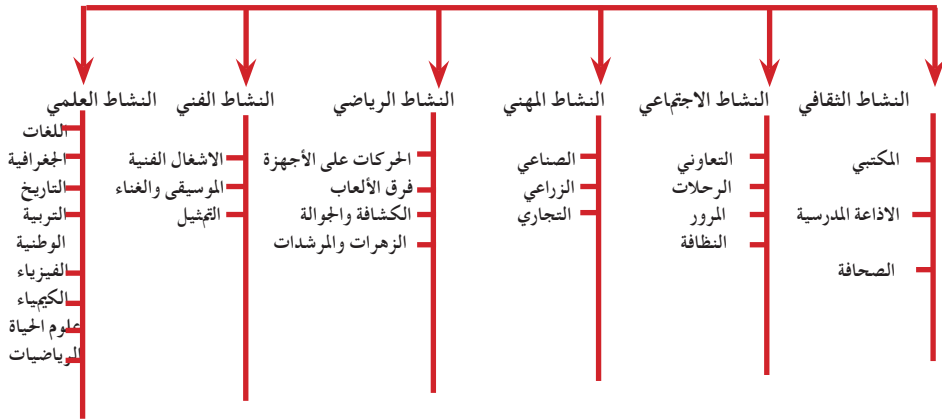 النشاط الثقافي
المكتبي
الاذاعة المدرسية
الصحافة
النشاط الاجتماعي
التعاوني
الرحلات
المرور
النظافة
النشاط المهني
الصناعي
الزراعي
التجاري
النشاط الرياضي
الحركات على الأجهزة
فرق الألعاب
الكشافة والجوالة
الزهرات والمرشدات
النشاط الفني
الاشغال الفنية
الموسيقى والغناء
التمثيل
النشاط العلمي
اللغات
الجغرافية
التاريخ
التربية
الوطنية
الفيزياء
الكيمياء
علوم الحياة
الرياضيات